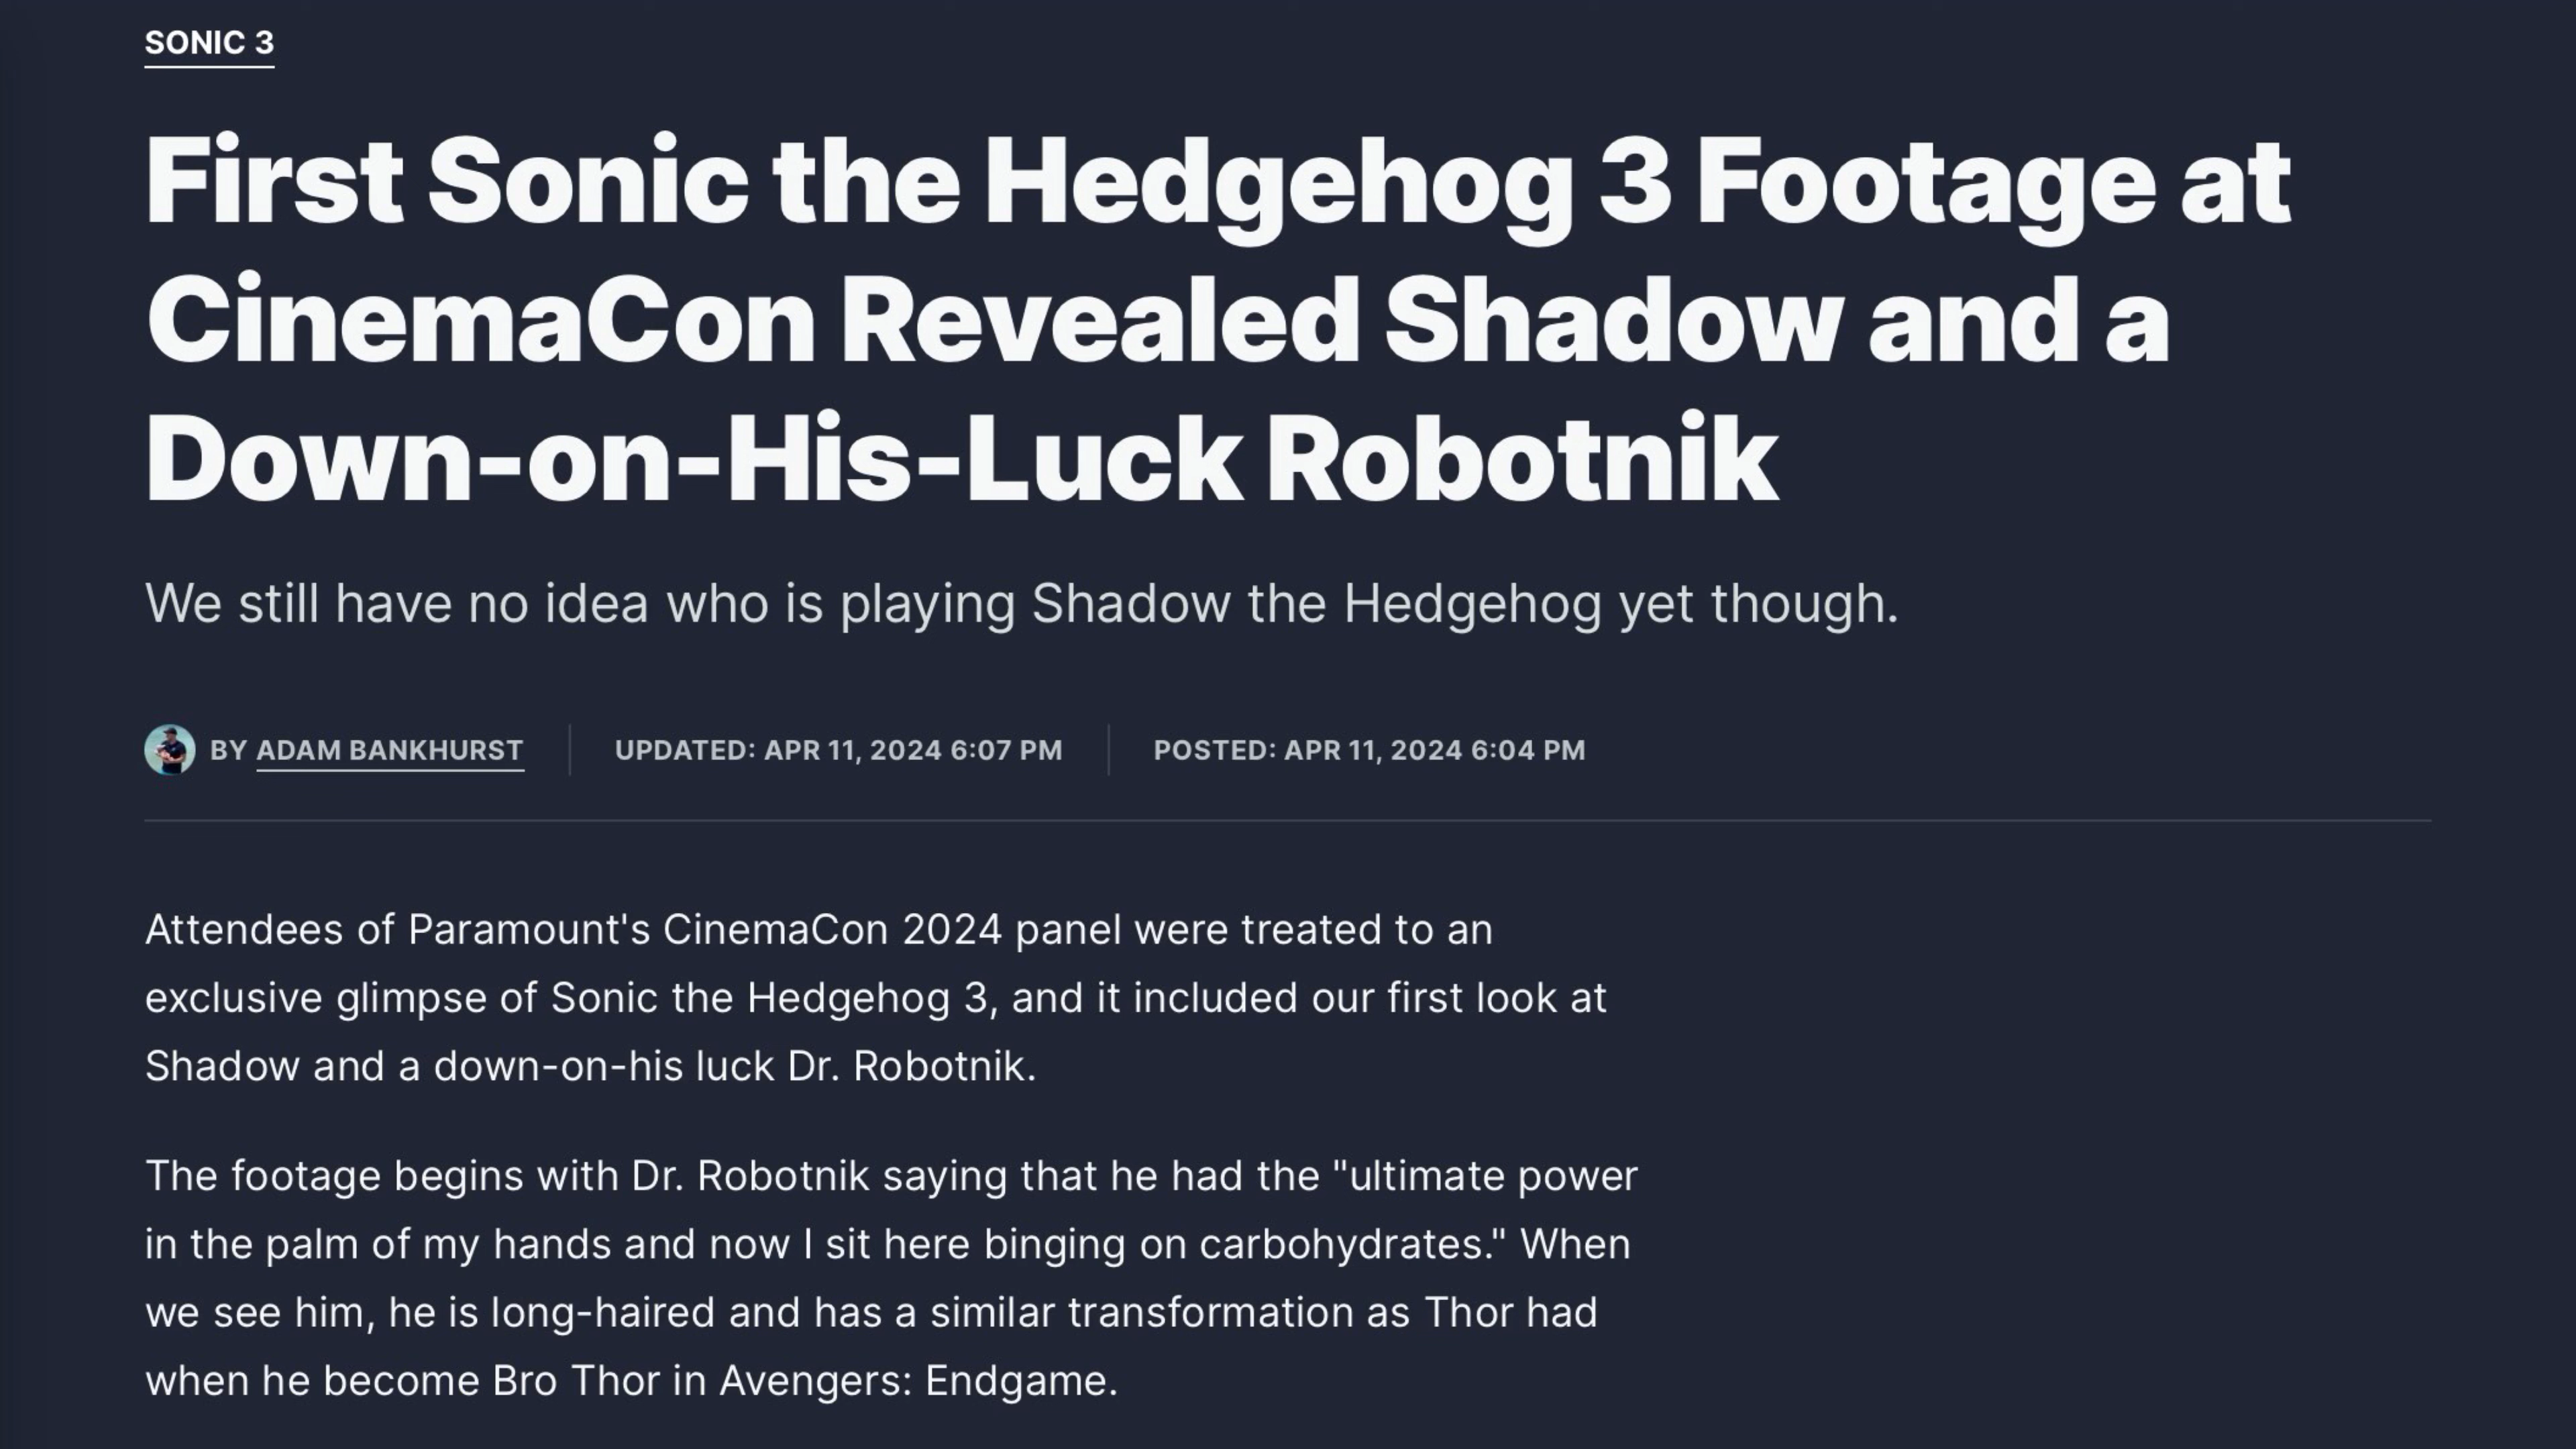 SONIC 3
First Sonic the Hedgehog 3 Footage at
CinemaCon Revealed Shadow and a
Down-on-His-Luck Robotnik
We still have no idea who is playing Shadow the Hedgehog yet though.
BY ADAM BANKHURST UPDATED: APR 11, 2024 6:07 PM POSTED: APR 11, 2024 6:04 PM
Attendees of Paramount's CinemaCon 2024 panel were treated to an
exclusive glimpse of Sonic the Hedgehog 3, and it included our first look at
Shadow and a down-on-his luck Dr. Robotnik.
The footage begins with Dr. Robotnik saying that he had the "ultimate power
in the palm of my hands and now I sit here binging on carbohydrates." When
we see him, he is long-haired and has a similar transformation as Thor had
when he become Bro Thor in Avengers: Endgame.